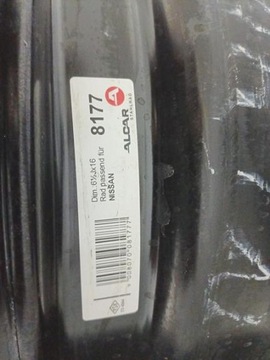 ALCAR
STAHLRAD
8177
Dim.:6½Jx16
Rad passend für
NISSAN